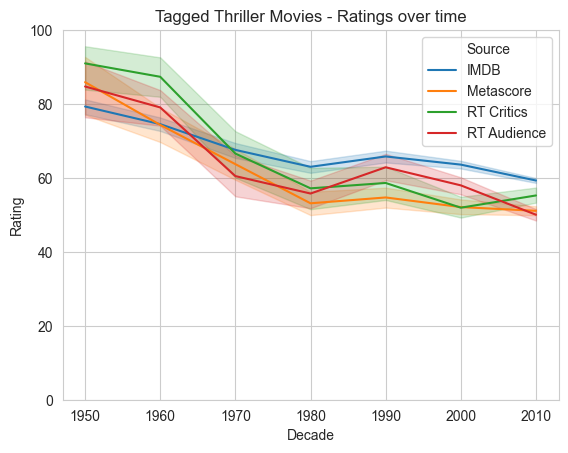 Tagged Thriller Movies - Ratings over time
Rating
100
80
60
40
20
0
Source
IMDB
Metascore
RT Critics
RT Audience
1950 1960 1970 1980 1990 2000 2010
Decade